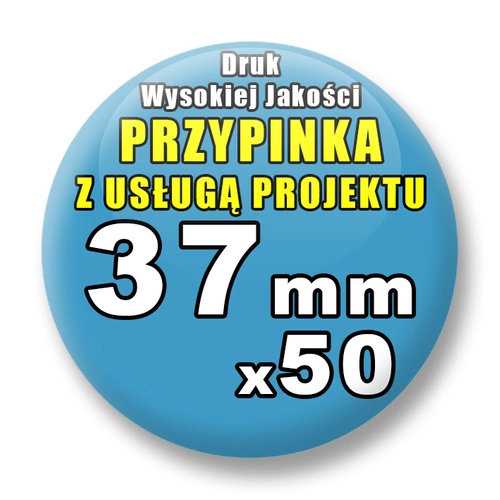 Druk
Wysokiej Jakości
PRZYPINKA
Z USŁUGĄ PROJEKTU
37 mm
x50